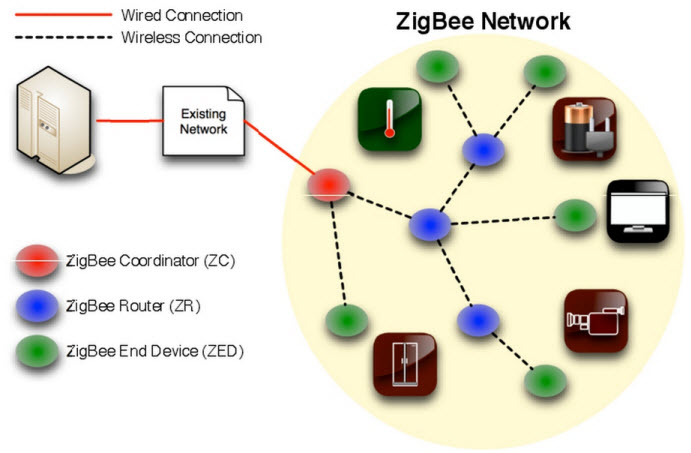 Wired Connection
Wireless Connection
ZigBee Network
Existing
Network
ZigBee Coordinator (ZC)
ZigBee Router (ZR)
ZigBee End Device (ZED)